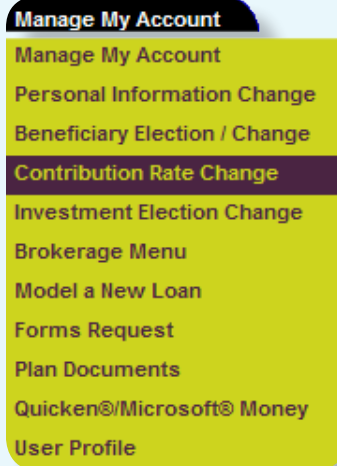 Manage My Account
Manage My Account
Personal Information Change
Beneficiary Election / Change
Contribution Rate Change
Investment Election Change
Brokerage Menu
Model a New Loan
Forms Request
Plan Documents
Quicken®/Microsoft® Money
User Profile